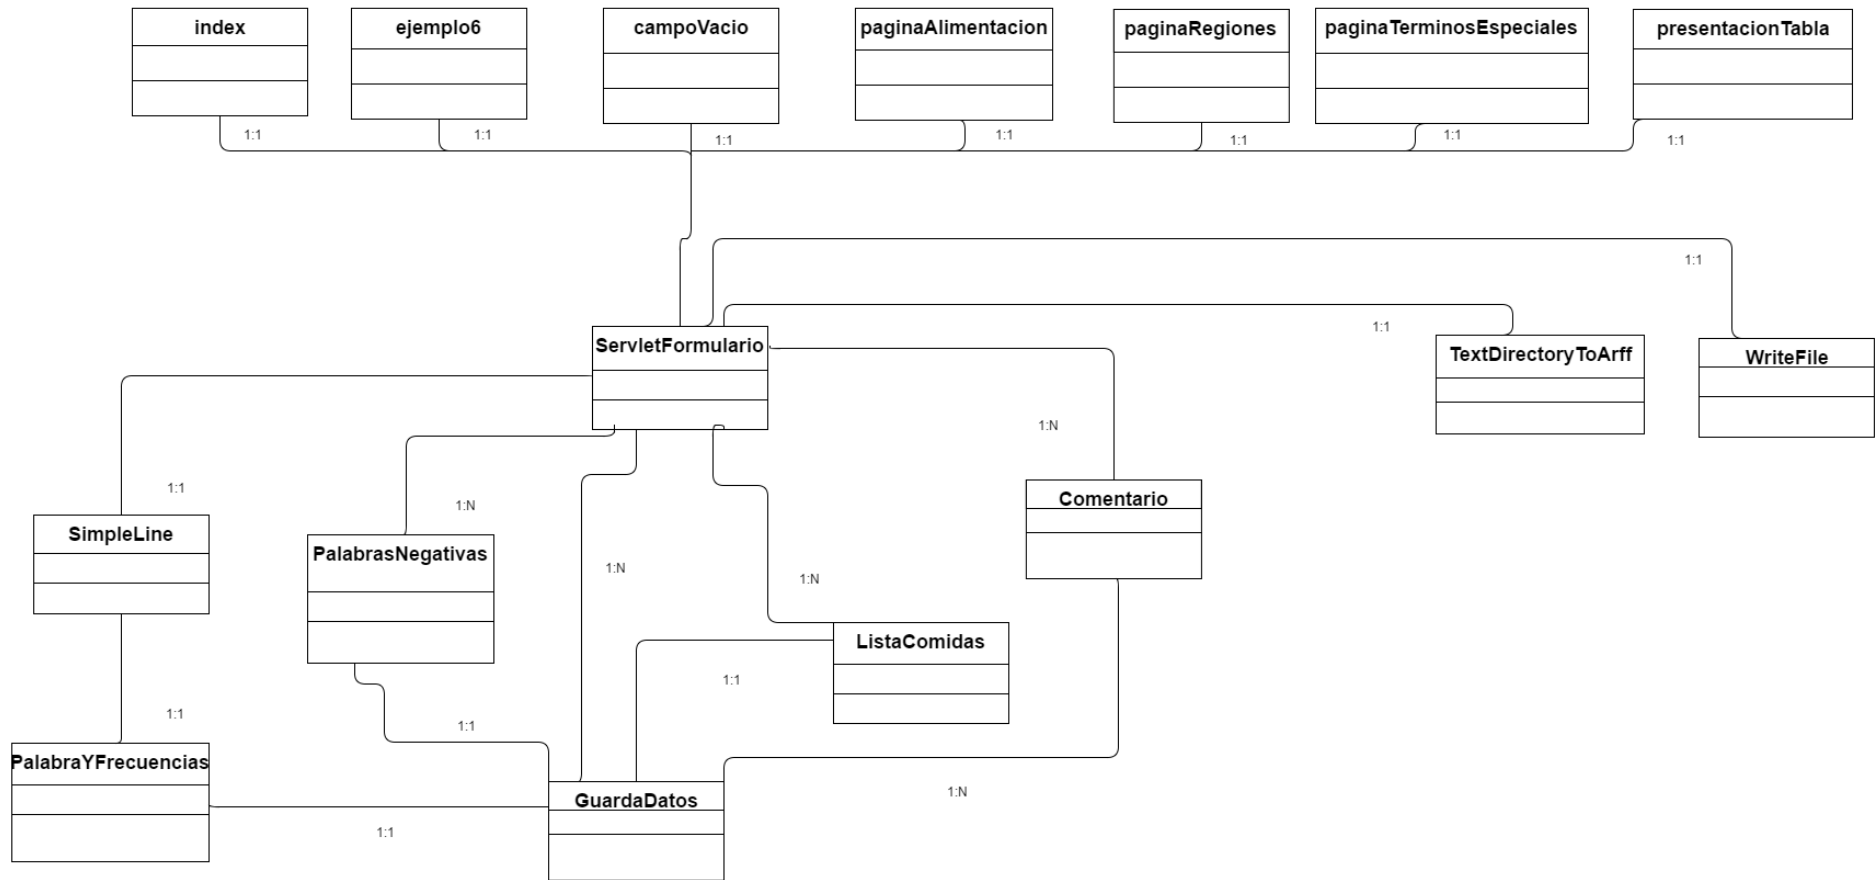 index
ejemplo6
campoVacio
paginaAlimentacion
paginaRegiones
paginaTerminosEspeciales
presentacionTabla
1:1
1:1
1:1
1:1
1:1
1:1
1:1
1:1
1:1
ServletFormulario
TextDirectoryToArff
WriteFile
1:N
1:1
1:N
Comentario
SimpleLine
PalabrasNegativas
1:N
1:N
ListaComidas
1:1
1:1
1:1
PalabraYFrecuencias
GuardaDatos
1:N
1:1